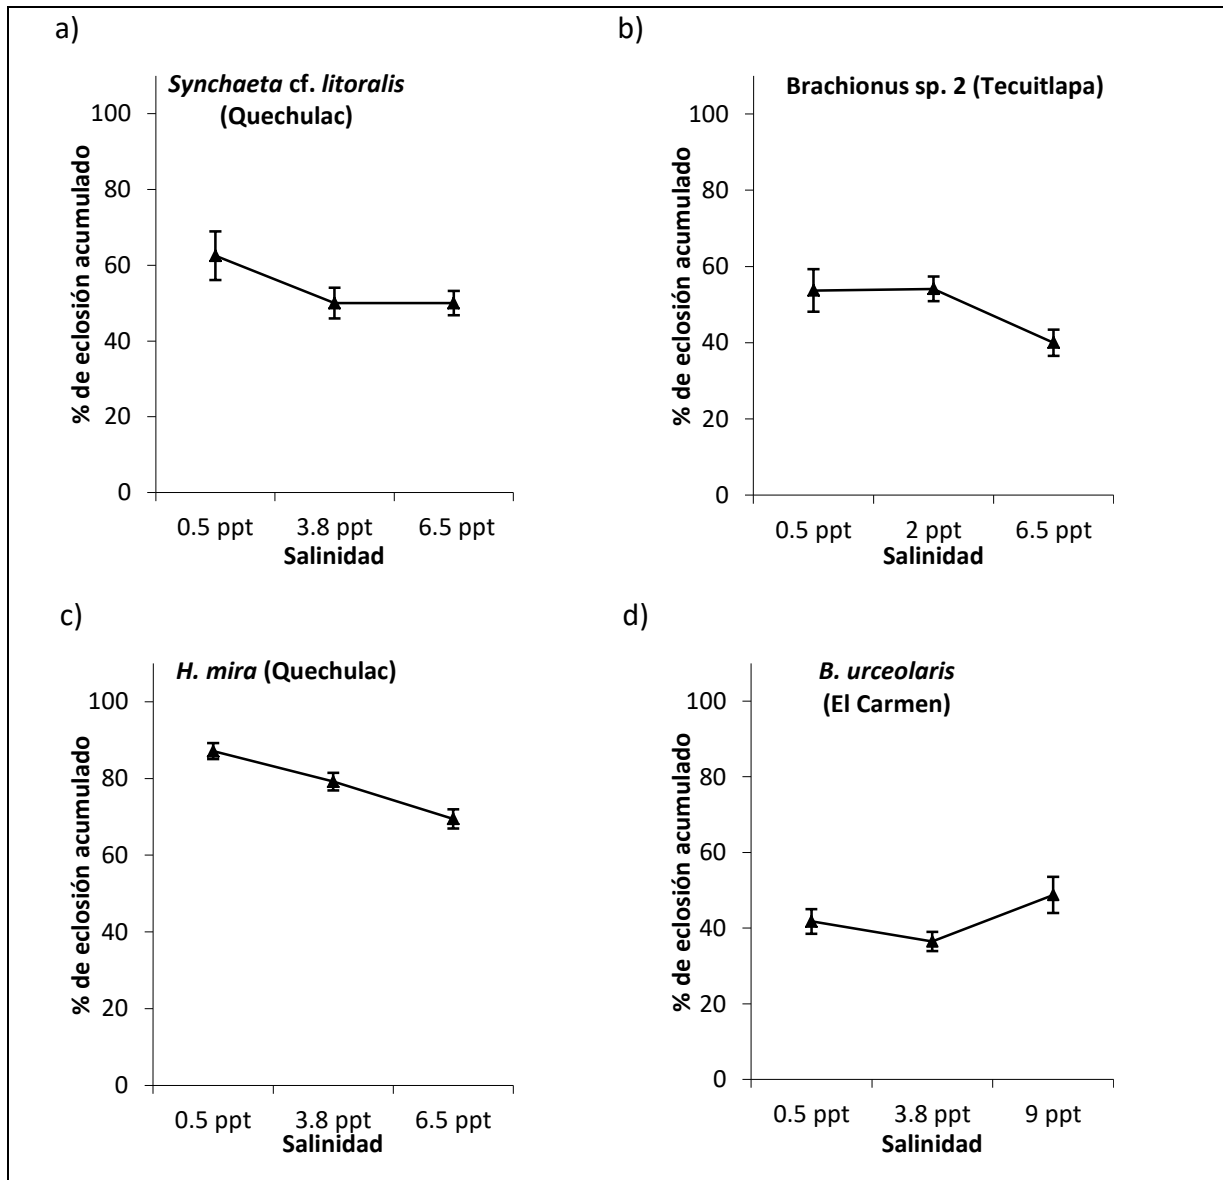 a)
Synchaeta cf. litoralis
(Quechulac)
% de eclosión acumulado
100
80
60
40
20
0
0.5 ppt 3.8 ppt 6.5 ppt
Salinidad
b)
Brachionus sp. 2 (Tecuitlapa)
% de eclosión acumulado
100
80
60
40
20
0
0.5 ppt 2 ppt 6.5 ppt
Salinidad
c)
H. mira (Quechulac)
% de eclosión acumulado
100
80
60
40
20
0
0.5 ppt 3.8 ppt 6.5 ppt
Salinidad
d)
B. urceolaris
(El Carmen)
% de eclosión acumulado
100
80
60
40
20
0
0.5 ppt 3.8 ppt 9 ppt
Salinidad